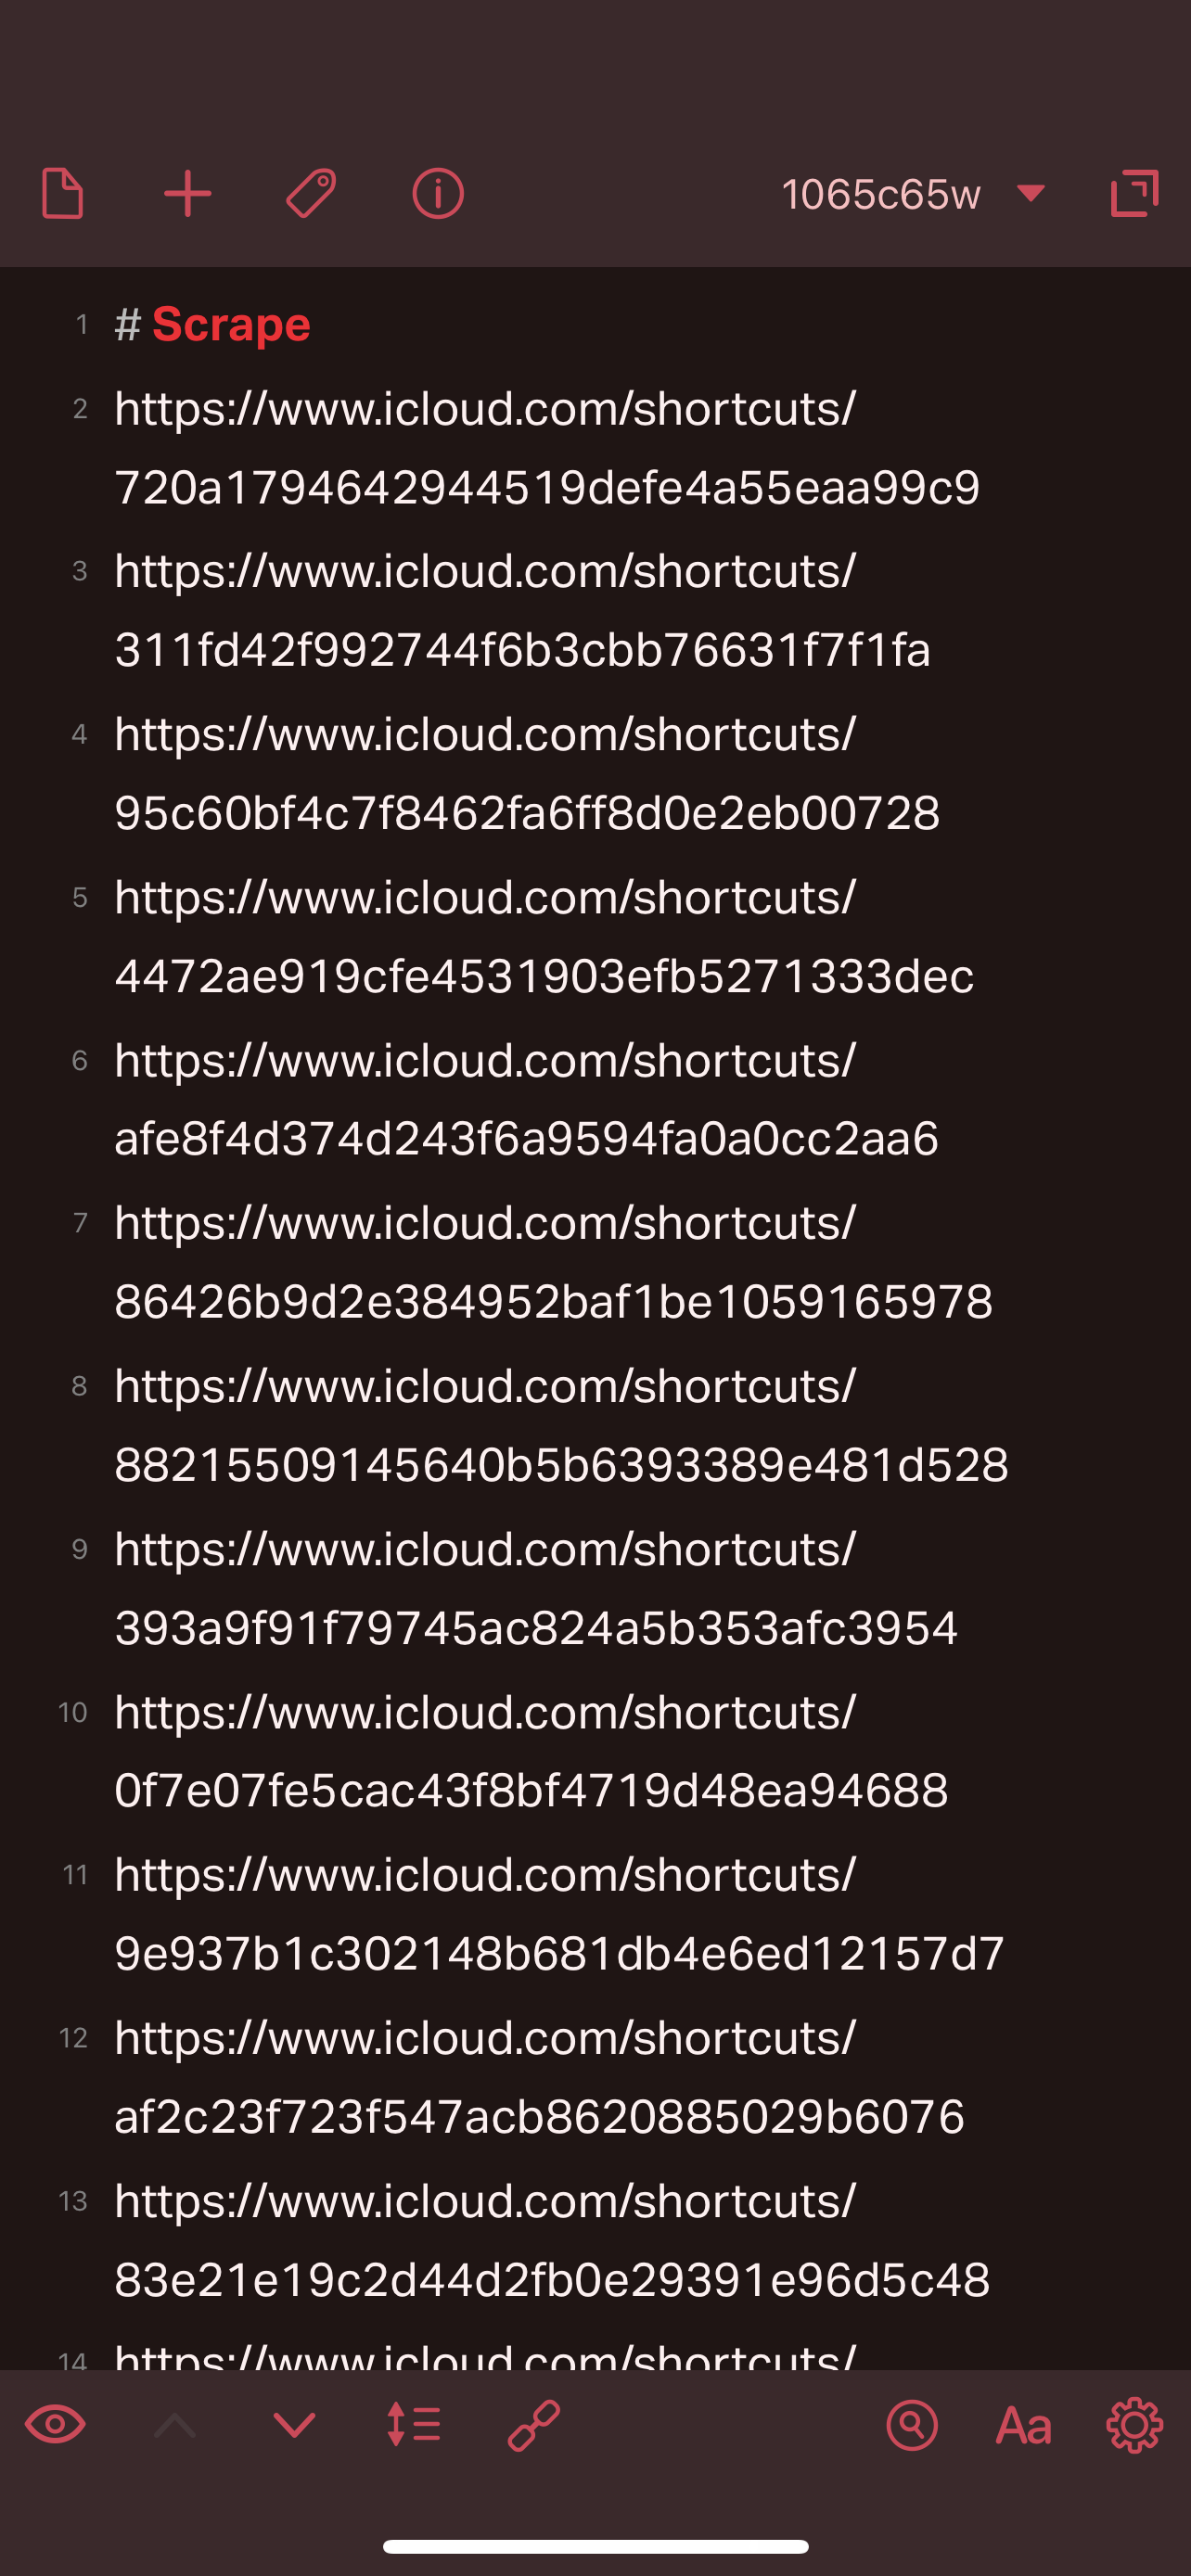 1065c65w
1 # Scrape
2 https://www.icloud.com/shortcuts/
720a1794642944519defe4a55eaa99c9
3 https://www.icloud.com/shortcuts/
311fd42f992744f6b3cbb76631f7f1fa
4 https://www.icloud.com/shortcuts/
95c60bf4c7f8462fa6ff8d0e2eb00728
5 https://www.icloud.com/shortcuts/
4472ae919cfe4531903efb5271333dec
6 https://www.icloud.com/shortcuts/
afe8f4d374d243f6a9594fa0a0cc2aa6
7 https://www.icloud.com/shortcuts/
86426b9d2e384952baf1be1059165978
8 https://www.icloud.com/shortcuts/
88215509145640b5b6393389e481d528
9 https://www.icloud.com/shortcuts/
393a9f91f79745ac824a5b353afc3954
10 https://www.icloud.com/shortcuts/
0f7e07fe5cac43f8bf4719d48ea94688
11 https://www.icloud.com/shortcuts/
9e937b1c302148b681db4e6ed12157d7
12 https://www.icloud.com/shortcuts/
af2c23f723f547acb8620885029b6076
13 https://www.icloud.com/shortcuts/
83e21e19c2d44d2fb0e29391e96d5c48
14 https://www.icloud.com/shortcuts/
Aa